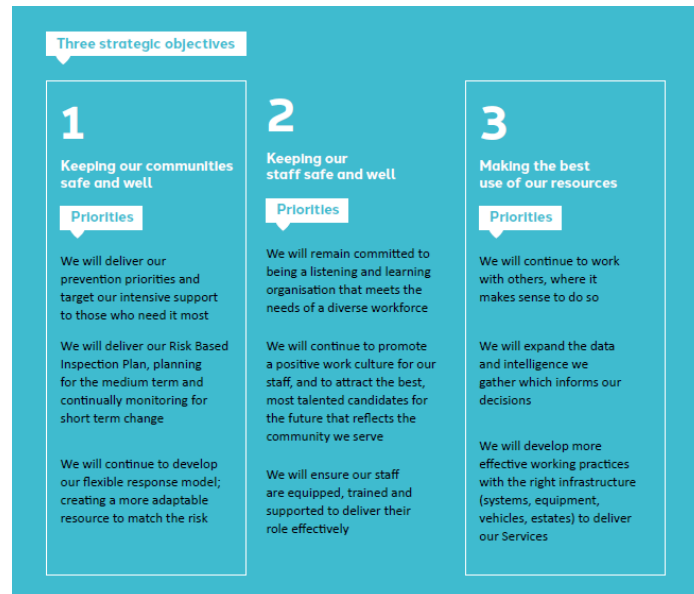 Three strategic objectives
1
Keeping our communities
safe and well
Priorities
We will deliver our
prevention priorities and
target our intensive support
to those who need it most
We will deliver our Risk Based
Inspection Plan, planning
for the medium term and
continually monitoring for
short term change
We will continue to develop
our flexible response model;
creating a more adaptable
resource to match the risk
2
Keeping our
staff safe and well
Priorities
We will remain committed to
being a listening and learning
organisation that meets the
needs of a diverse workforce
We will continue to promote
a positive work culture for our
staff, and to attract the best,
most talented candidates for
the future that reflects the
community we serve
We will ensure our staff
are equipped, trained and
supported to deliver their
role effectively
3
Making the best
use of our resources
Priorities
We will continue to work
with others, where it
makes sense to do so
We will expand the data
and intelligence we
gather which informs our
decisions
We will develop more
effective working practices
with the right infrastructure
(systems, equipment,
vehicles, estates) to deliver
our Services